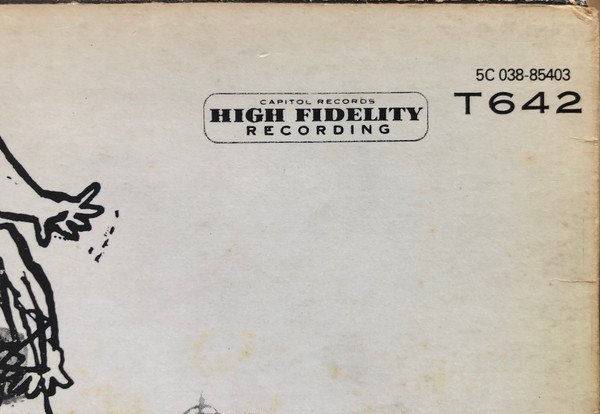 5C 038-85403
T642
CAPITOL RECORDS
HIGH FIDELITY
RECORDING